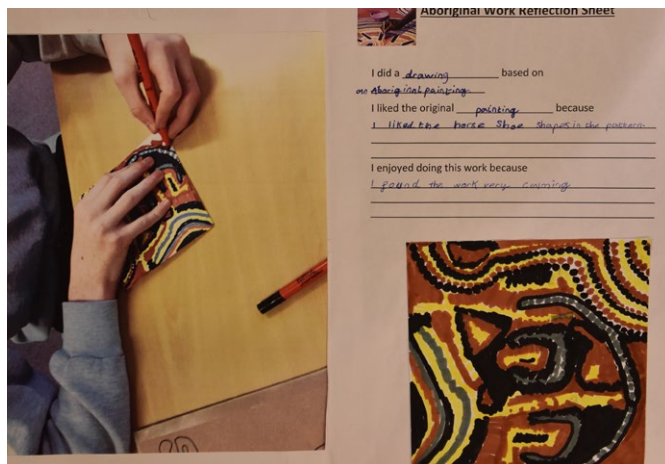 Aboriginal Work Reflection Sheet
I did a drawing based on
an Aboriginal painting
I liked the original painting because
I liked the horse Shoe shapes in the pattern
I enjoyed doing this work because
I found the work very calming